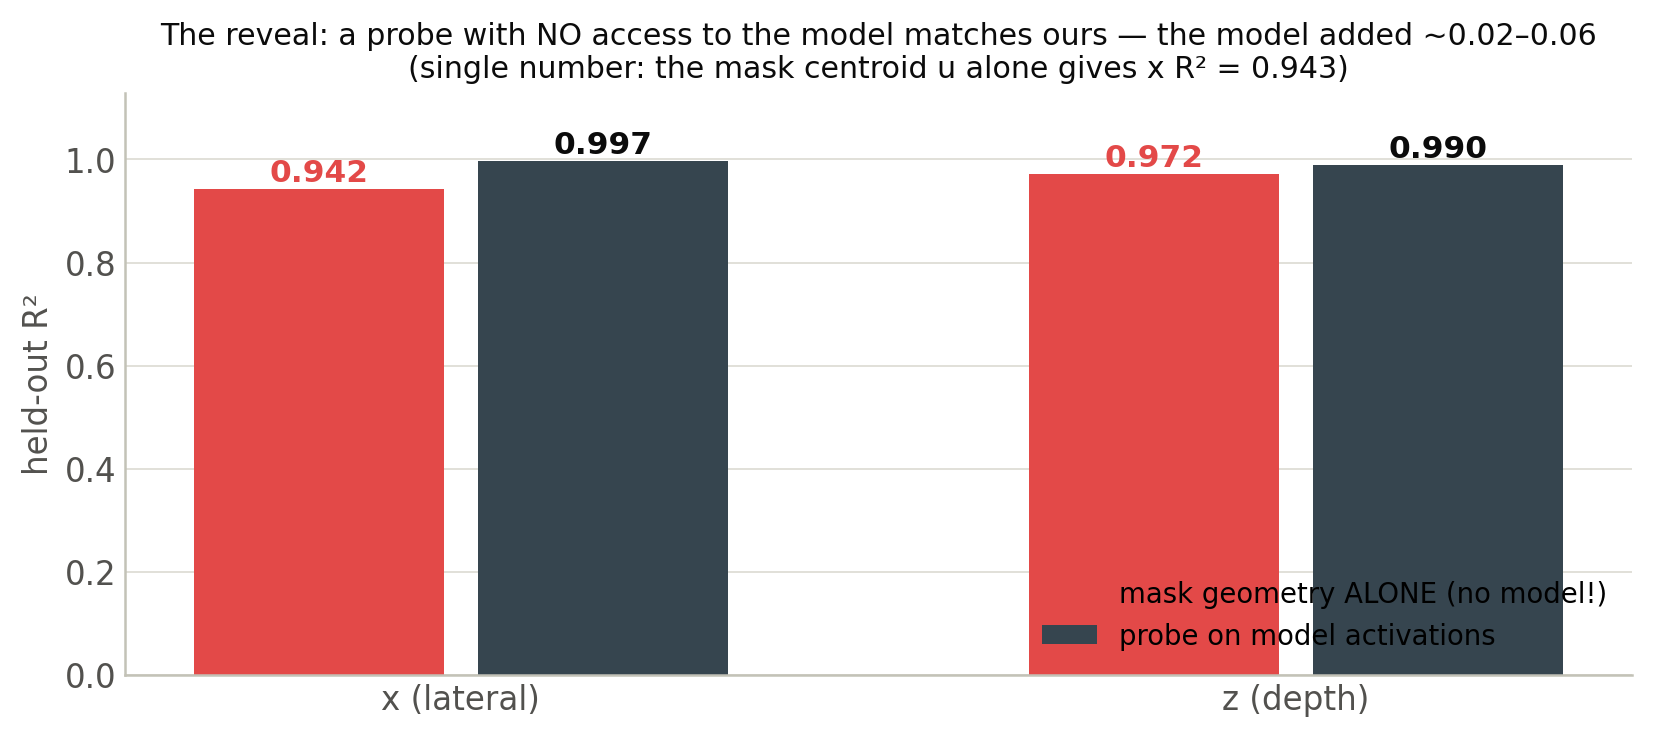 The reveal: a probe with NO access to the model matches ours — the model added ~0.02–0.06
(single number: the mask centroid u alone gives x R² = 0.943)
held-out R²
1.0
0.8
0.6
0.4
0.2
0.0
0.942
0.997
0.972
0.990
mask geometry ALONE (no model!)
probe on model activations
x (lateral)
z (depth)